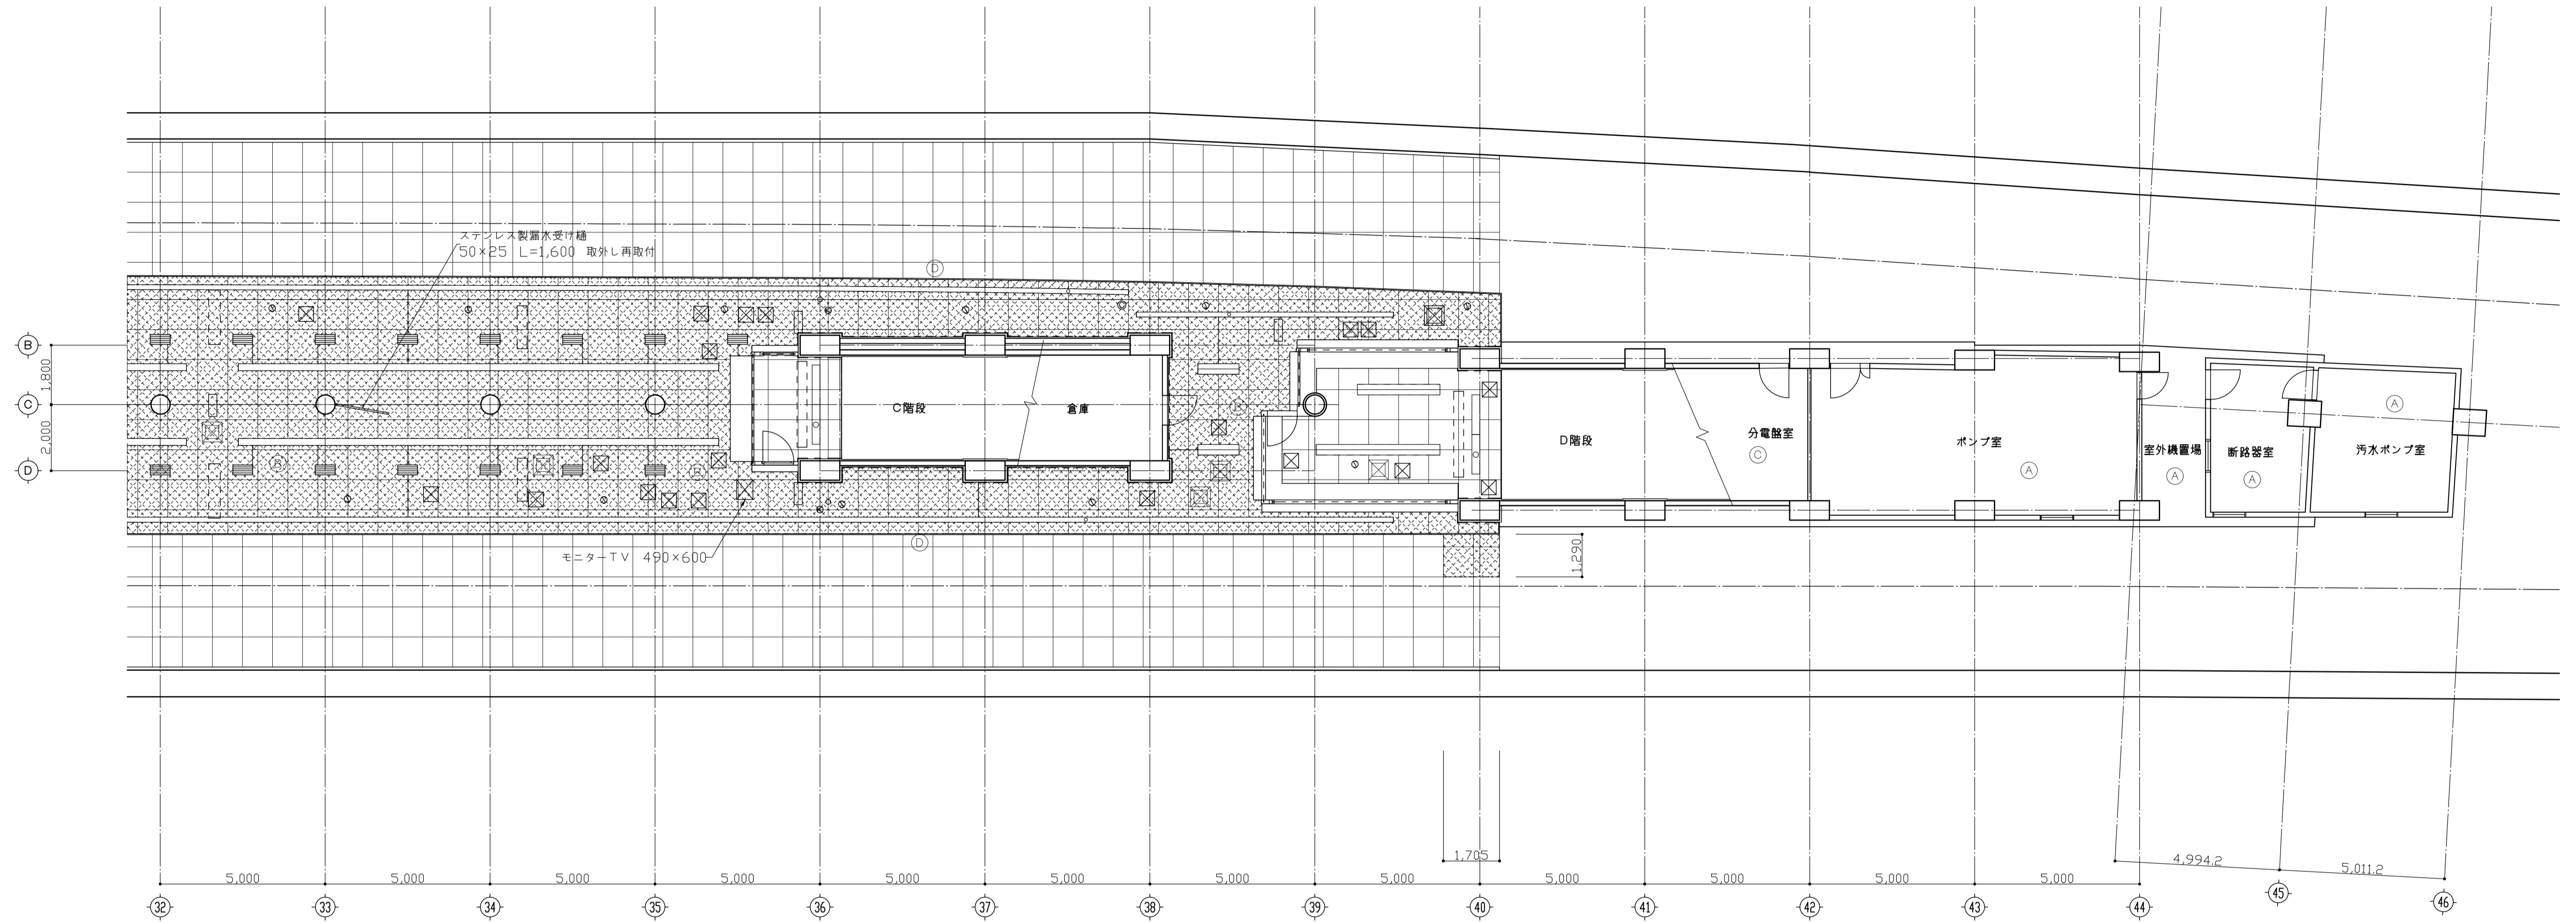 ステンレス製漏水受け樋
50×25 L=1,600 取外し再取付
D
B
C
D
1,800
2,000
C階段
倉庫
B
B
B
D階段
分電盤室
C
ポンプ室
A
室外機置場
A
断路器室
A
A
汚水ポンプ室
D
モニターTV 490×600
1,290
1,705
4,994.2
5,011.2
5,000 5,000 5,000 5,000 5,000 5,000 5,000 5,000 5,000 5,000 5,000 5,000
32 33 34 35 36 37 38 39 40 41 42 43 44 45 46